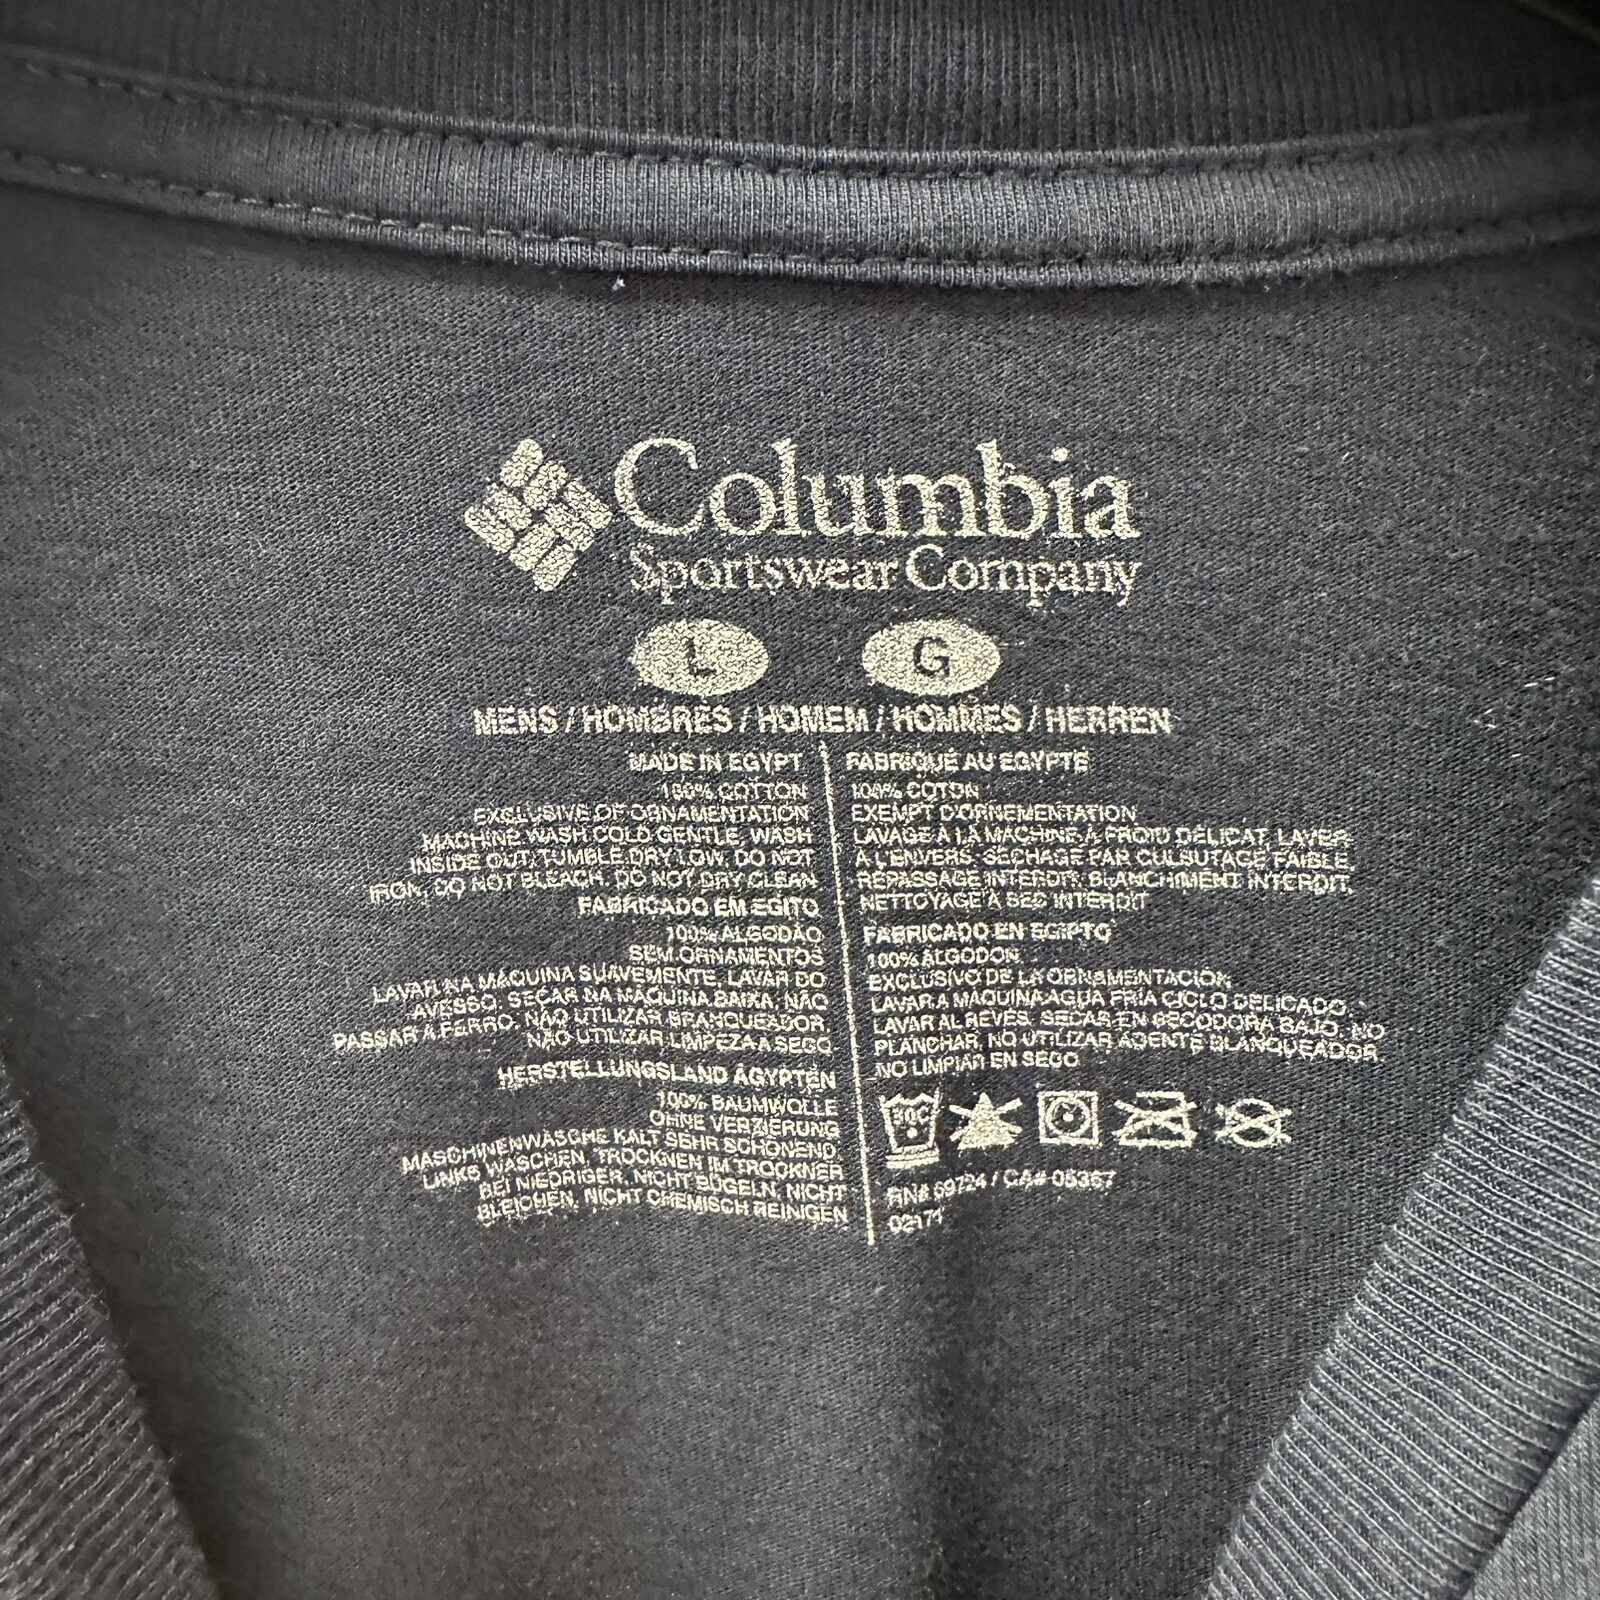 Columbia
Sportswear Company
L G
MENS / HOMBRES / HOMEM / HOMMES / HERREN
MADE IN EGYPT
100% COTTON
EXCLUSIVE OF ORNAMENTATION
MACHINE WASH COLD GENTLE, WASH
INSIDE OUT, TUMBLE DRY LOW, DO NOT
IRON, DO NOT BLEACH. DO NOT DRY CLEAN
FABRICADO EM EGITO
100% ALGODÃO
SEM ORNAMENTOS
LAVAR NA MÁQUINA SUAVEMENTE, LAVAR DO
AVESSO. SECAR NA MÁQUINA BAIXA. NÃO
PASSAR A FERRO. NÃO UTILIZAR BRANQUEADOR.
NÃO UTILIZAR LIMPEZA A SECO
HERSTELLUNGSLAND ÄGYPTEN
100% BAUMWOLLE
OHNE VERZIERUNG
MASCHINENWÄSCHE KALT SEHR SCHONEND.
LINKS WASCHEN, TROCKNEN IM TROCKNER
BEI NIEDRIGER, NICHT BÜGELN, NICHT
BLEICHEN, NICHT CHEMISCH REINIGEN
FABRIQUÉ AU EGYPTE
100% COTON
EXEMPT D'ORNEMENTATION
LAVAGE À LA MACHINE À FROID DÉLICAT, LAVER
À L'ENVERS. SÉCHAGE PAR CULBUTAGE FAIBLE.
REPASSAGE INTERDIT. BLANCHIMENT INTERDIT.
NETTOYAGE À SEC INTERDIT
FABRICADO EN EGIPTO
100% ALGODON
EXCLUSIVO DE LA ORNAMENTACIÓN
LAVAR A MÁQUINA AGUA FRÍA CICLO DELICADO.
LAVAR AL REVÉS. SECAR EN SECODORA BAJO. NO
PLANCHAR. NO UTILIZAR AGENTE BLANQUEADOR
NO LIMPIAR EN SECO
30C
RN# 69724 / CA# 05367
02171